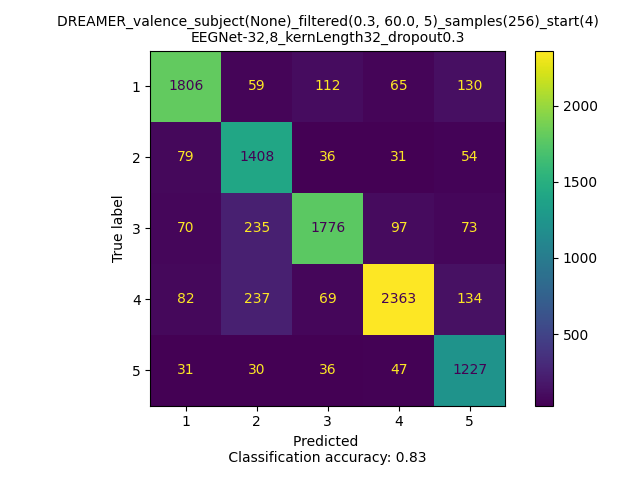 DREAMER_valence_subject(None)_filtered(0.3, 60.0, 5)_samples(256)_start(4)
EEGNet-32,8_kernLength32_dropout0.3
1 1806 59 112 65 130
2 79 1408 36 31 54
3 70 235 1776 97 73
4 82 237 69 2363 134
5 31 30 36 47 1227
1 2 3 4 5
True label
Predicted
Classification accuracy: 0.83
2000
1500
1000
500